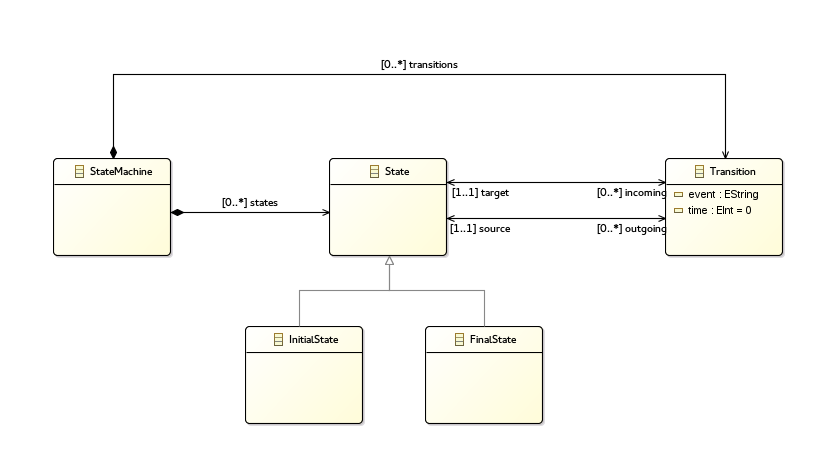 [0..*] transitions
StateMachine
State
Transition
[0..*] states
[1..1] target
[0..*] incoming
event : EString
time : EInt = 0
[1..1] source
[0..*] outgoing
InitialState
FinalState